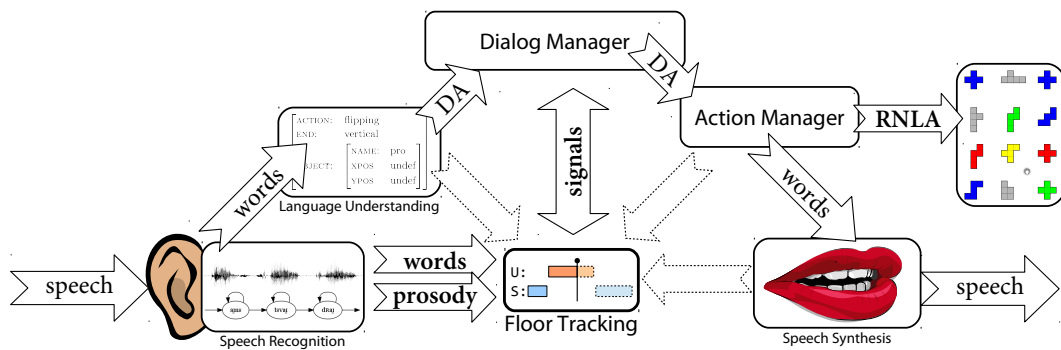 Dialog Manager
DA
DA
ACTION: flipping
END: vertical
NAME: pro
XPOS undef
YPOS undef
Language Understanding
words
signals
Action Manager
RNLA
words
speech
Speech Recognition
words
prosody
U:
S:
Floor Tracking
Speech Synthesis
speech